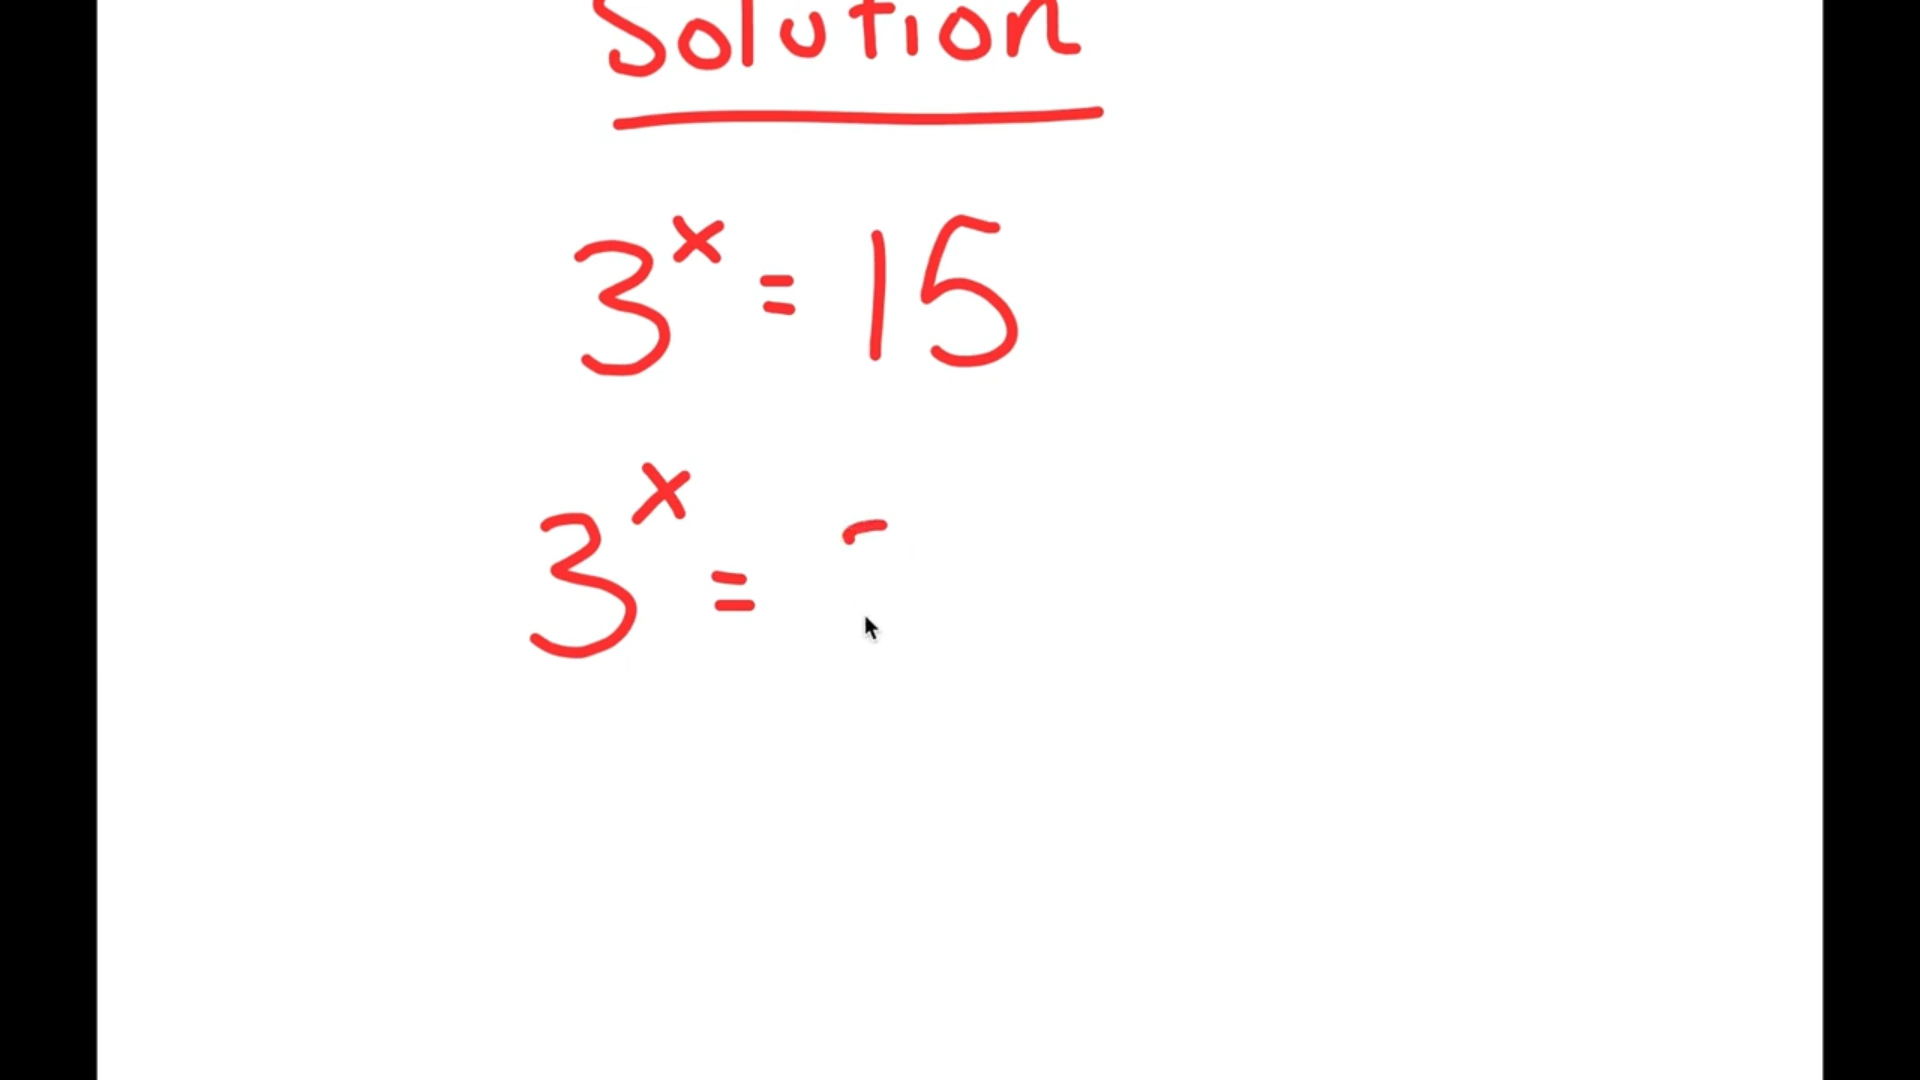 Solution
3^x = 15
3^x =